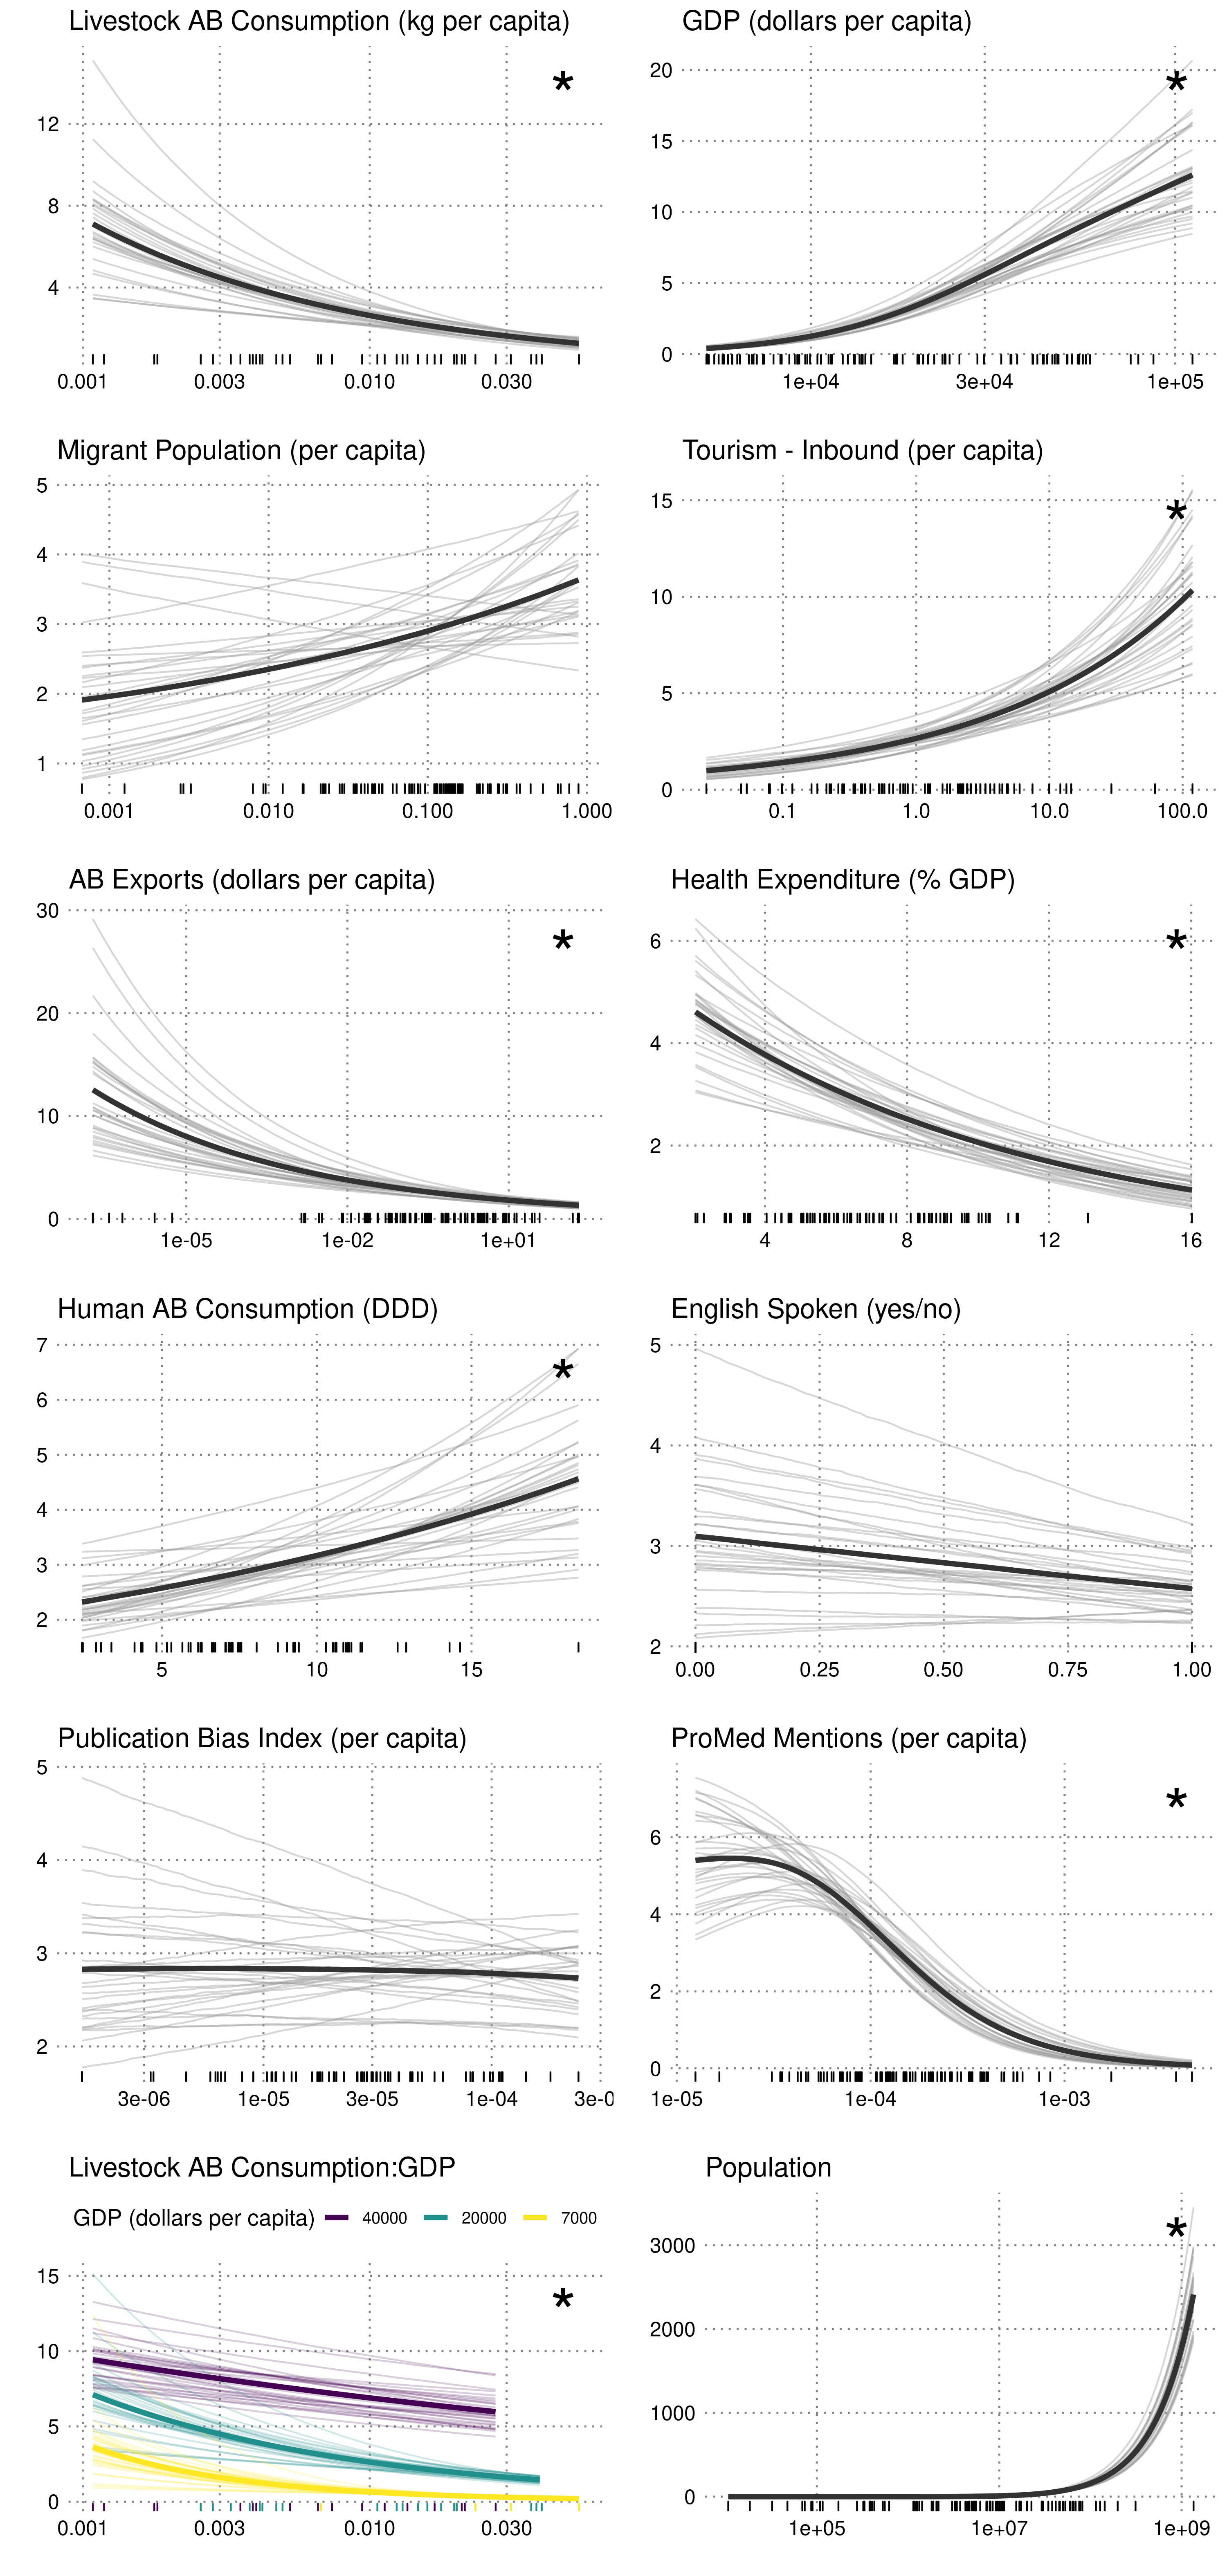 Livestock AB Consumption (kg per capita)
*
12
8
4
0.001 0.003 0.010 0.030
GDP (dollars per capita)
*
20
15
10
5
0
1e+04 3e+04 1e+05
Migrant Population (per capita)
5
4
3
2
1
0.001 0.010 0.100 1.000
Tourism - Inbound (per capita)
*
15
10
5
0
0.1 1.0 10.0 100.0
AB Exports (dollars per capita)
*
30
20
10
0
1e-05 1e-02 1e+01
Health Expenditure (% GDP)
*
6
4
2
4 8 12 16
Human AB Consumption (DDD)
*
7
6
5
4
3
2
5 10 15
English Spoken (yes/no)
5
4
3
2
0.00 0.25 0.50 0.75 1.00
Publication Bias Index (per capita)
5
4
3
2
3e-06 1e-05 3e-05 1e-04 3e-0
ProMed Mentions (per capita)
*
6
4
2
0
1e-05 1e-04 1e-03
Livestock AB Consumption:GDP
GDP (dollars per capita) 40000 20000 7000
*
15
10
5
0
0.001 0.003 0.010 0.030
Population
*
3000
2000
1000
0
1e+05 1e+07 1e+09